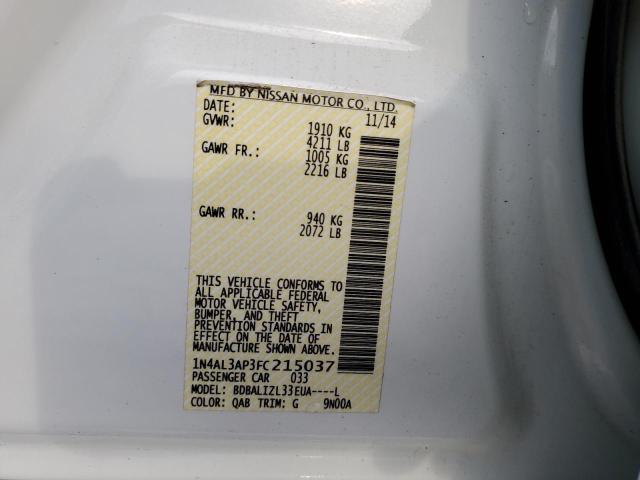 MFD BY NISSAN MOTOR CO., LTD.
DATE: 11/14
GVWR: 1910 KG
4211 LB
GAWR FR.: 1005 KG
2216 LB
GAWR RR.: 940 KG
2072 LB
THIS VEHICLE CONFORMS TO
ALL APPLICABLE FEDERAL
MOTOR VEHICLE SAFETY,
BUMPER, AND THEFT
PREVENTION STANDARDS IN
EFFECT ON THE DATE OF
MANUFACTURE SHOWN ABOVE.
1N4AL3AP3FC215037
PASSENGER CAR 033
MODEL: BDBALIZL33EUA----L
COLOR: QAB TRIM: G 9N00A